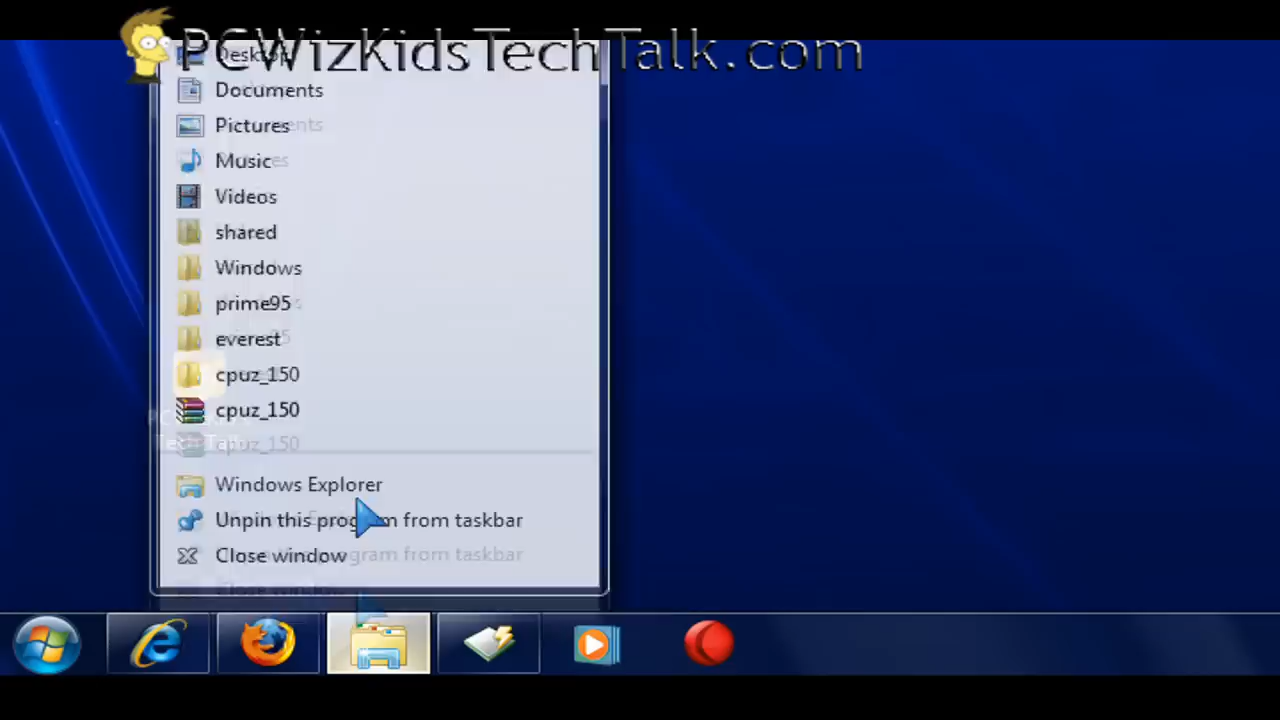 PCWizKidsTechTalk.com
Desktop
Documents
Pictures
Music
Videos
shared
Windows
prime95
everest
cpuz_150
cpuz_150
cpuz_150
Windows Explorer
Unpin this program from taskbar
Close window